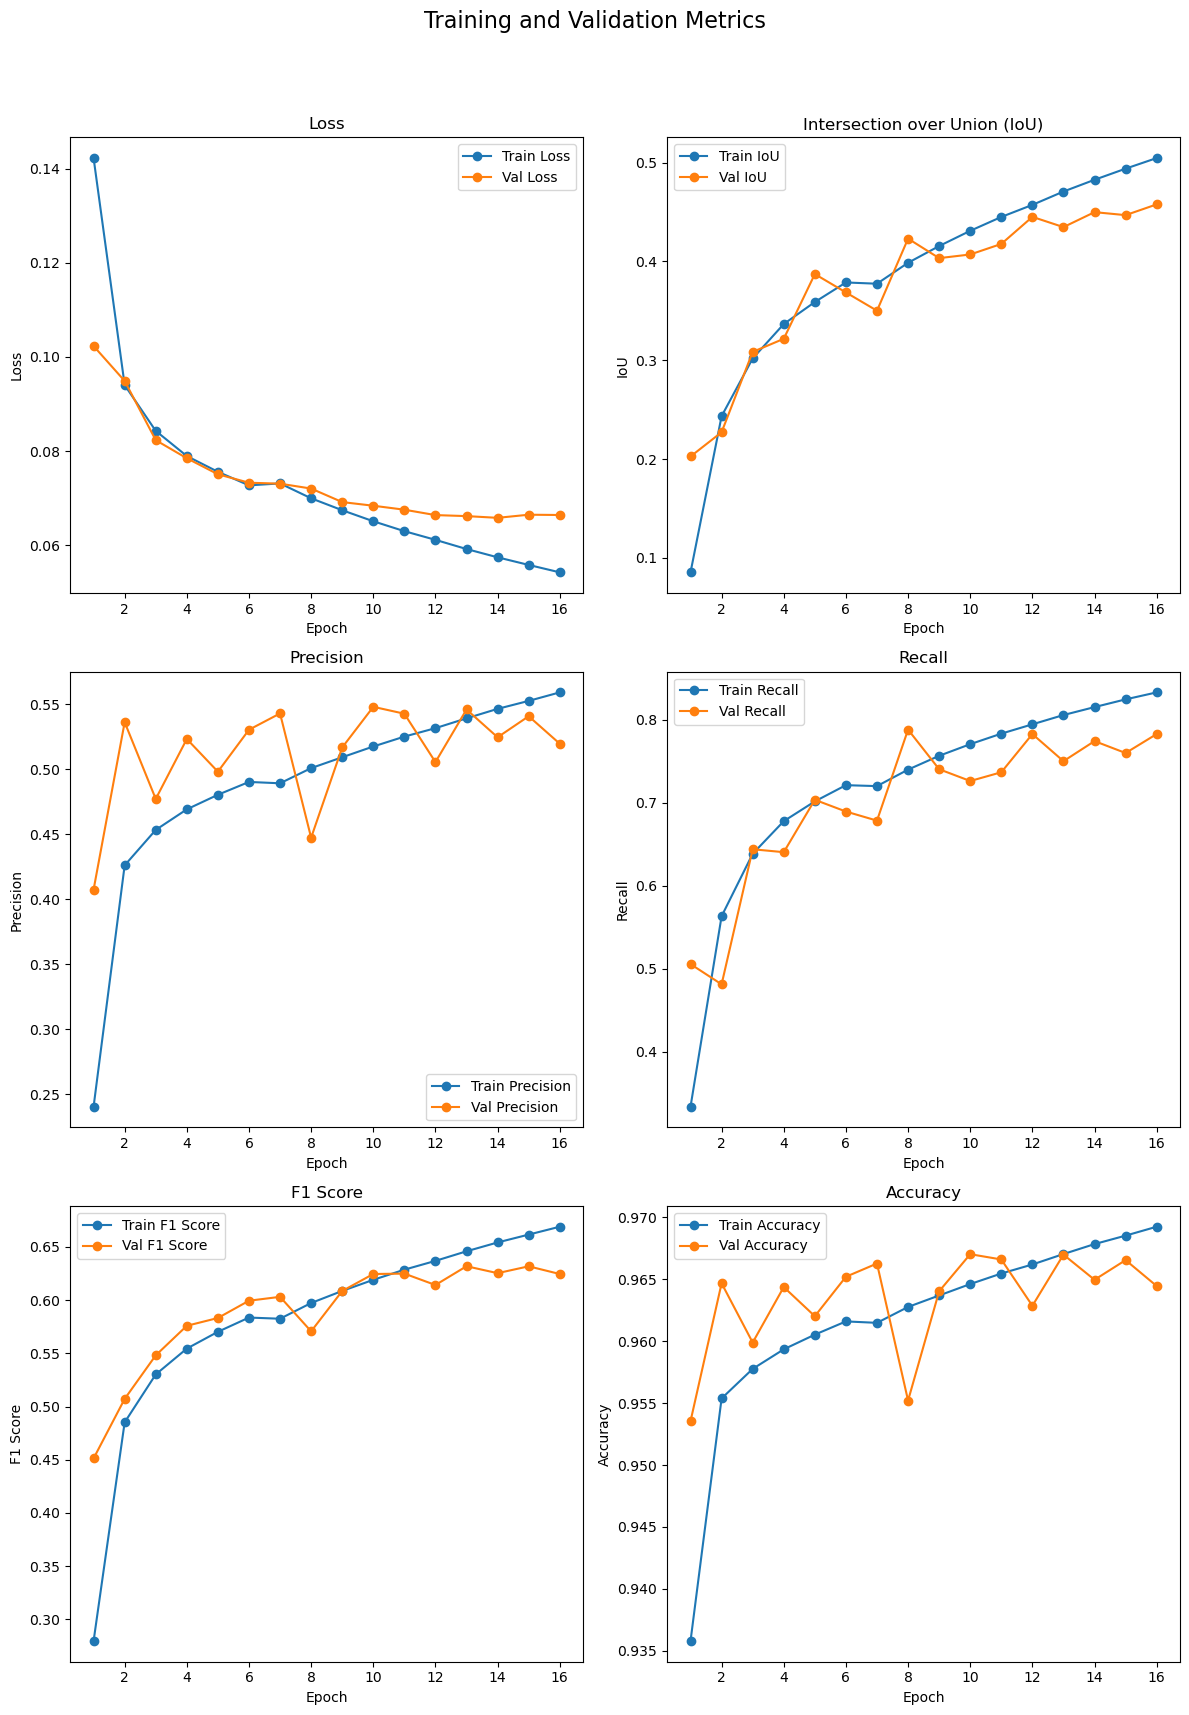 Training and Validation Metrics
Loss
Train Loss
Val Loss
0.14
0.12
0.10
0.08
0.06
Loss
2 4 6 8 10 12 14 16
Epoch
Intersection over Union (IoU)
Train IoU
Val IoU
0.5
0.4
0.3
0.2
0.1
IoU
2 4 6 8 10 12 14 16
Epoch
Precision
0.55
0.50
0.45
0.40
0.35
0.30
0.25
Precision
Train Precision
Val Precision
2 4 6 8 10 12 14 16
Epoch
Recall
Train Recall
Val Recall
0.8
0.7
0.6
0.5
0.4
Recall
2 4 6 8 10 12 14 16
Epoch
F1 Score
Train F1 Score
Val F1 Score
0.65
0.60
0.55
0.50
0.45
0.40
0.35
0.30
F1 Score
2 4 6 8 10 12 14 16
Epoch
Accuracy
Train Accuracy
Val Accuracy
0.970
0.965
0.960
0.955
0.950
0.945
0.940
0.935
Accuracy
2 4 6 8 10 12 14 16
Epoch